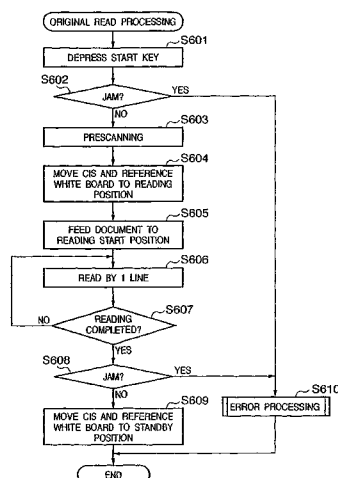 ORIGINAL READ PROCESSING
S601
DEPRESS START KEY
S602
JAM?
YES
NO
S603
PRESCANNING
S604
MOVE CIS AND REFERENCE
WHITE BOARD TO READING
POSITION
S605
FEED DOCUMENT TO
READING START POSITION
S606
READ BY 1 LINE
S607
READING
COMPLETED?
NO
YES
S608
JAM?
YES
NO
S609
MOVE CIS AND REFERENCE
WHITE BOARD TO STANDBY
POSITION
S610
ERROR PROCESSING
END